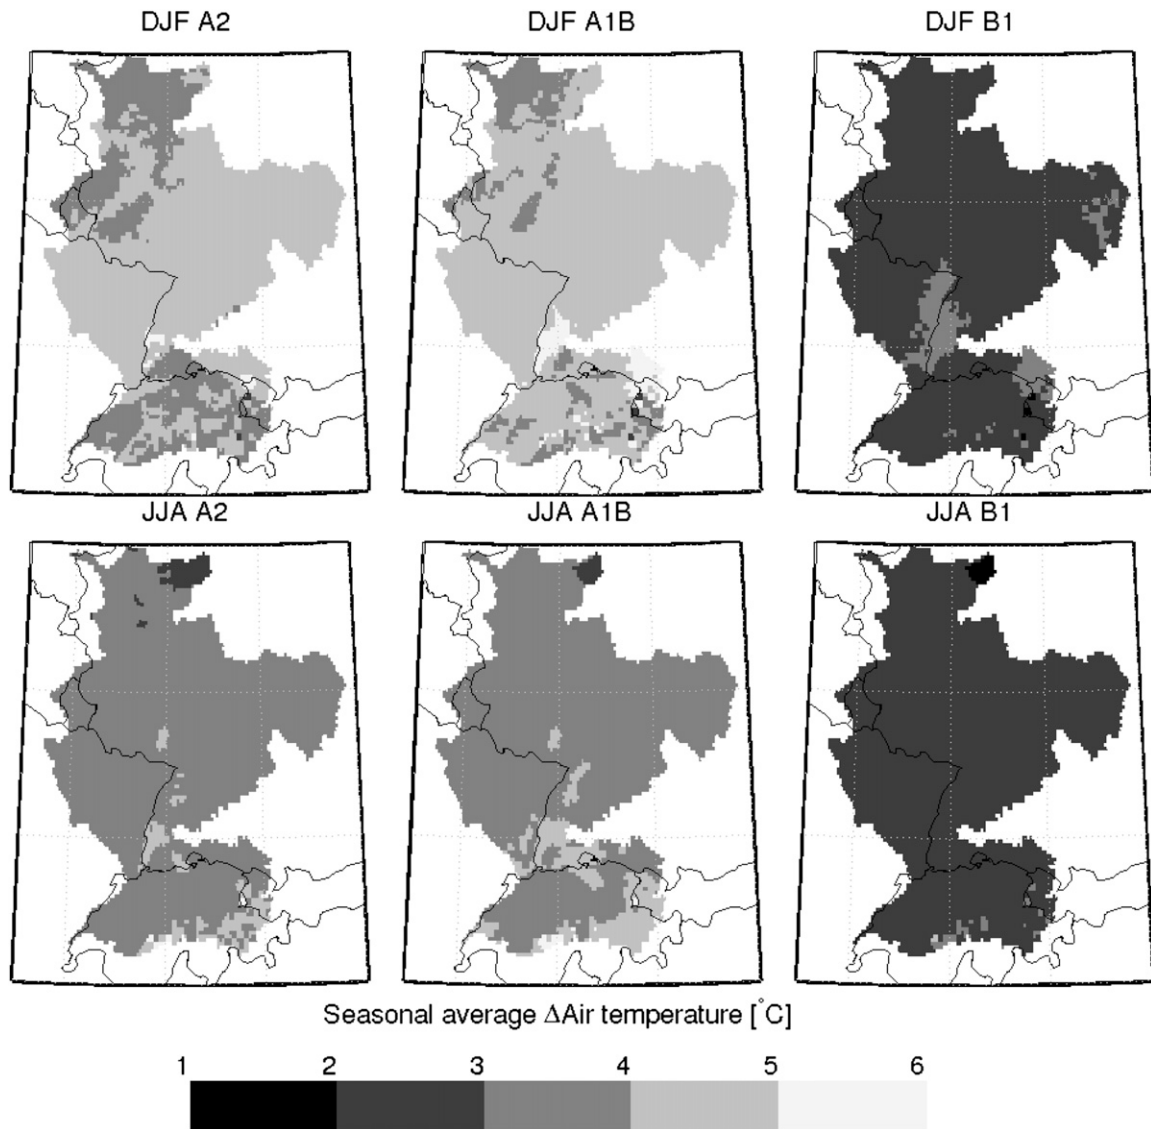 DJF A2 DJF A1B DJF B1
JJA A2 JJA A1B JJA B1
Seasonal average ΔAir temperature [°C]
1 2 3 4 5 6